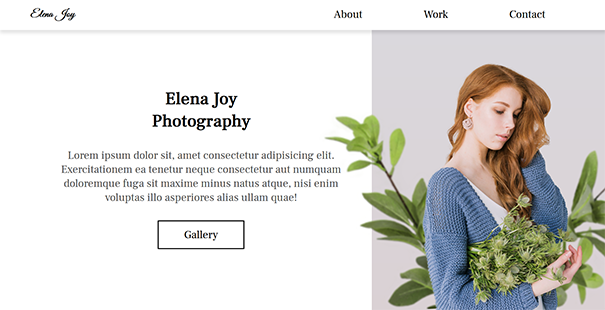 Elena Joy
About
Work
Contact
Elena Joy
Photography
Lorem ipsum dolor sit, amet consectetur adipisicing elit.
Exercitationem ea tenetur neque consectetur aut numquam
doloremque fuga sit maxime minus natus atque, nisi enim
voluptas illo asperiores alias ullam quae!
Gallery